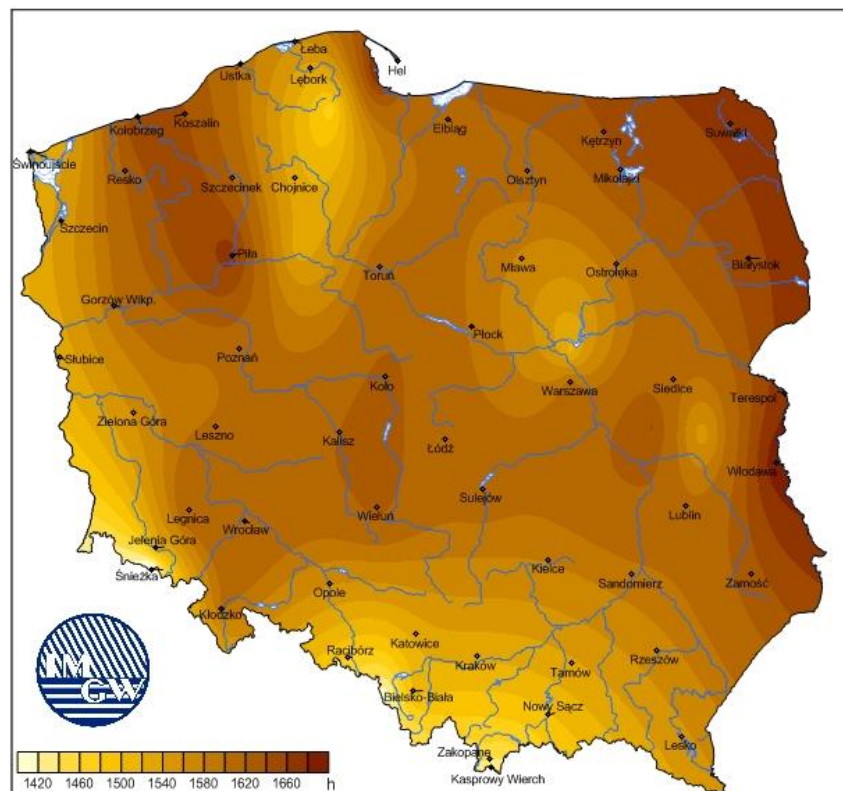 Łeba
Ustka
Lębork
Hel
Kołobrzeg
Koszalin
Elbląg
Kętrzyn
Suwałki
Świnoujście
Resko
Szczecinek
Chojnice
Olsztyn
Mikołajki
Szczecin
Piła
Toruń
Mława
Ostrołęka
Białystok
Gorzów Wlkp.
Płock
Słubice
Poznań
Koło
Warszawa
Siedlce
Terespol
Zielona Góra
Leszno
Kalisz
Łódź
Włodawa
Sulejów
Legnica
Wrocław
Wieluń
Lublin
Jelenia Góra
Śnieżka
Kielce
Opole
Sandomierz
Zamość
Kłodzko
Katowice
Racibórz
Kraków
Tarnów
Rzeszów
Bielsko-Biała
Nowy Sącz
Lesko
Zakopane
Kasprowy Wierch
IM
GW
1420 1460 1500 1540 1580 1620 1660 h